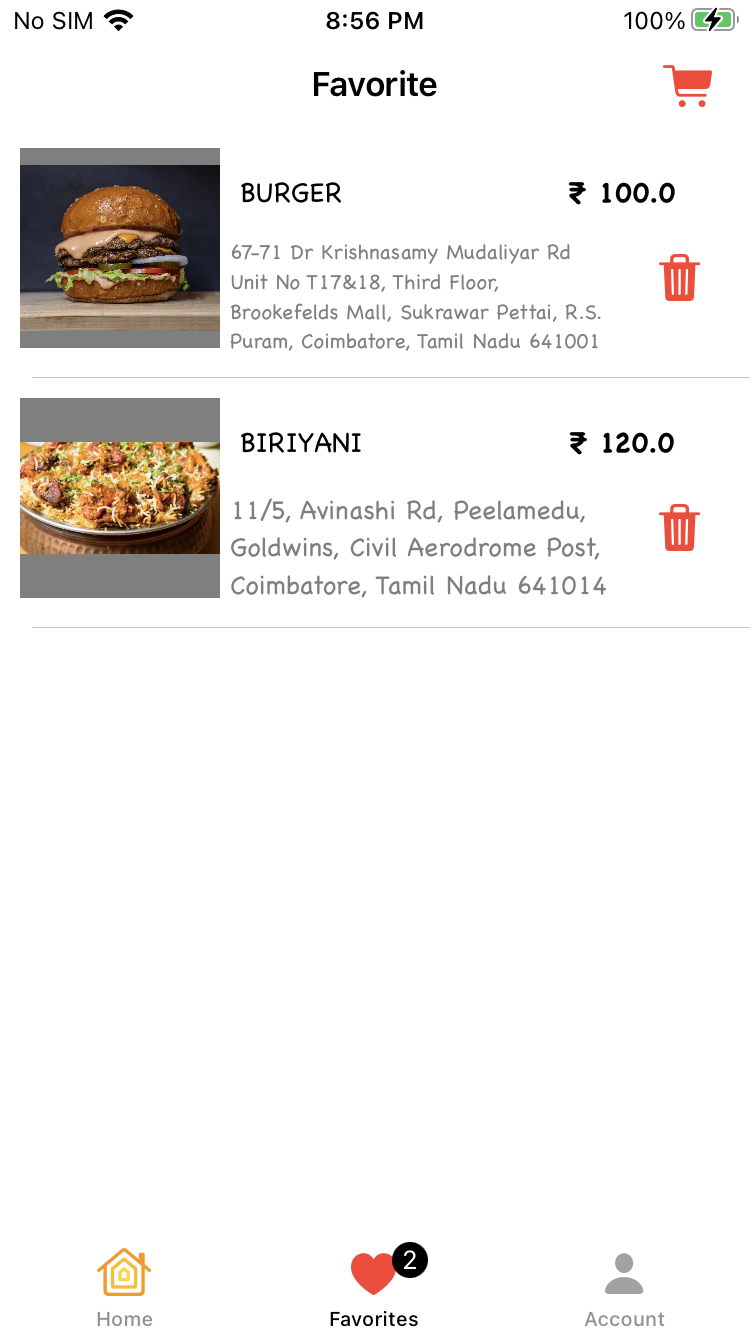 No SIM 8:56 PM 100%
Favorite
BURGER ₹ 100.0
67-71 Dr Krishnasamy Mudaliyar Rd
Unit No T17&18, Third Floor,
Brookefelds Mall, Sukrawar Pettai, R.S.
Puram, Coimbatore, Tamil Nadu 641001
BIRIYANI ₹ 120.0
11/5, Avinashi Rd, Peelamedu,
Goldwins, Civil Aerodrome Post,
Coimbatore, Tamil Nadu 641014
2
Home Favorites Account